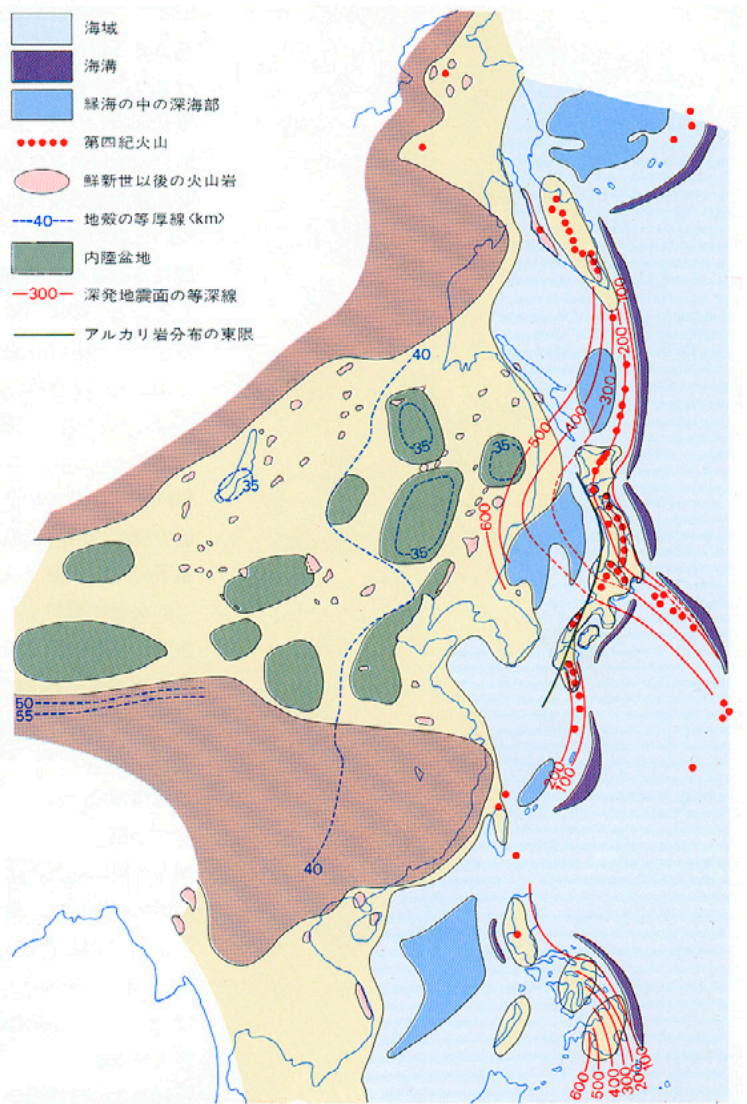 海域
海溝
縁海の中の深海部
第四紀火山
鮮新世以後の火山岩
-40- 地殻の等厚線<km>
内陸盆地
-300- 深発地震面の等深線
アルカリ岩分布の東限
100
200
300
400
500
600
40
35
35
35
35
50
55
200
100
40
600
500
400
300
200
100